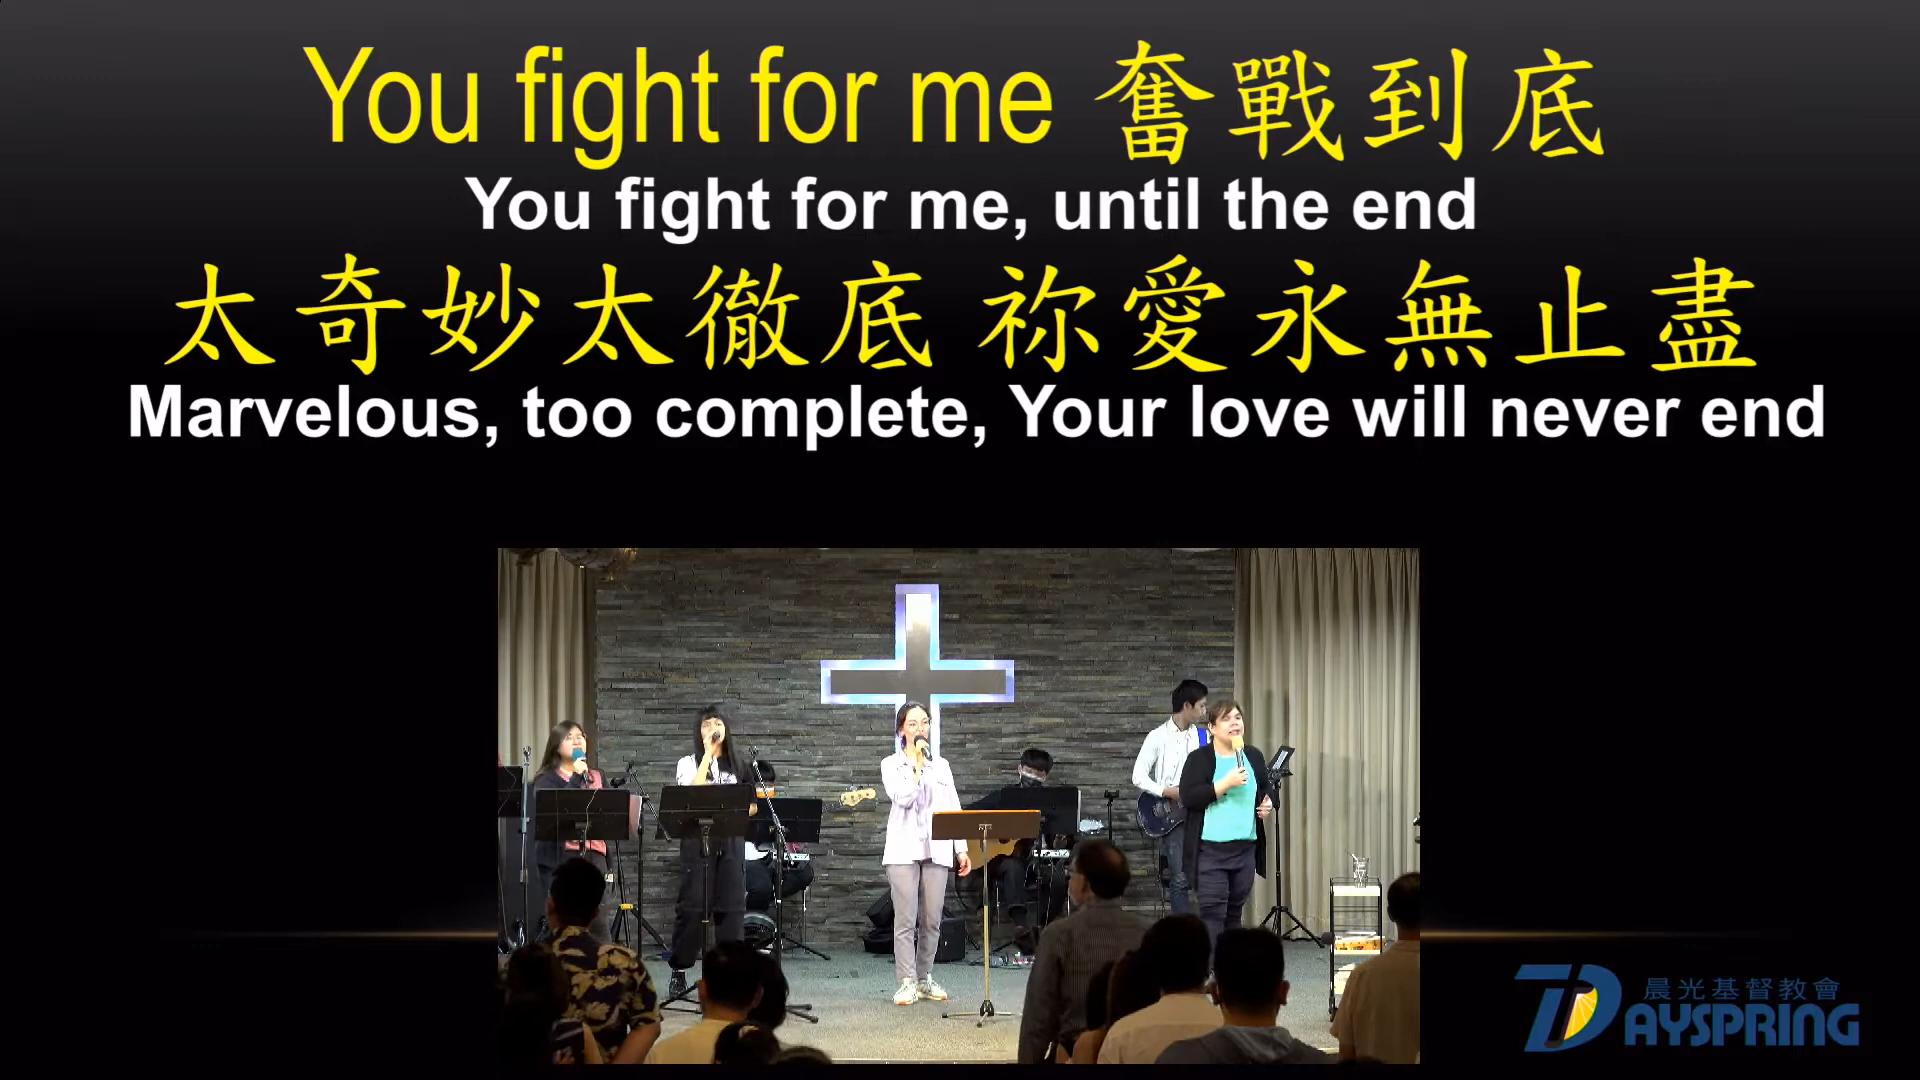 You fight for me 奮戰到底
You fight for me, until the end
太奇妙太徹底 祢愛永無止盡
Marvelous, too complete, Your love will never end
晨光基督教會
DAYSPRING